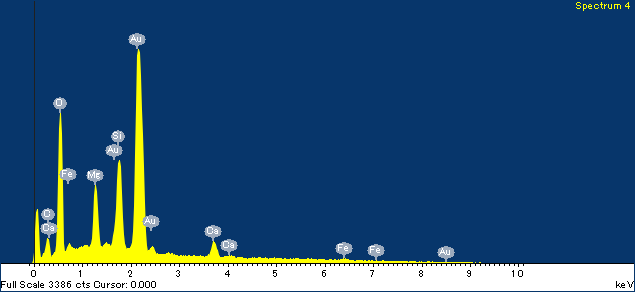 Spectrum 4
Au
O
Si
Au
Fe
Mg
C
Ca
Au
Ca
Ca
Fe
Fe
Au
0 1 2 3 4 5 6 7 8 9 10
Full Scale 3386 cts Cursor: 0.000 keV